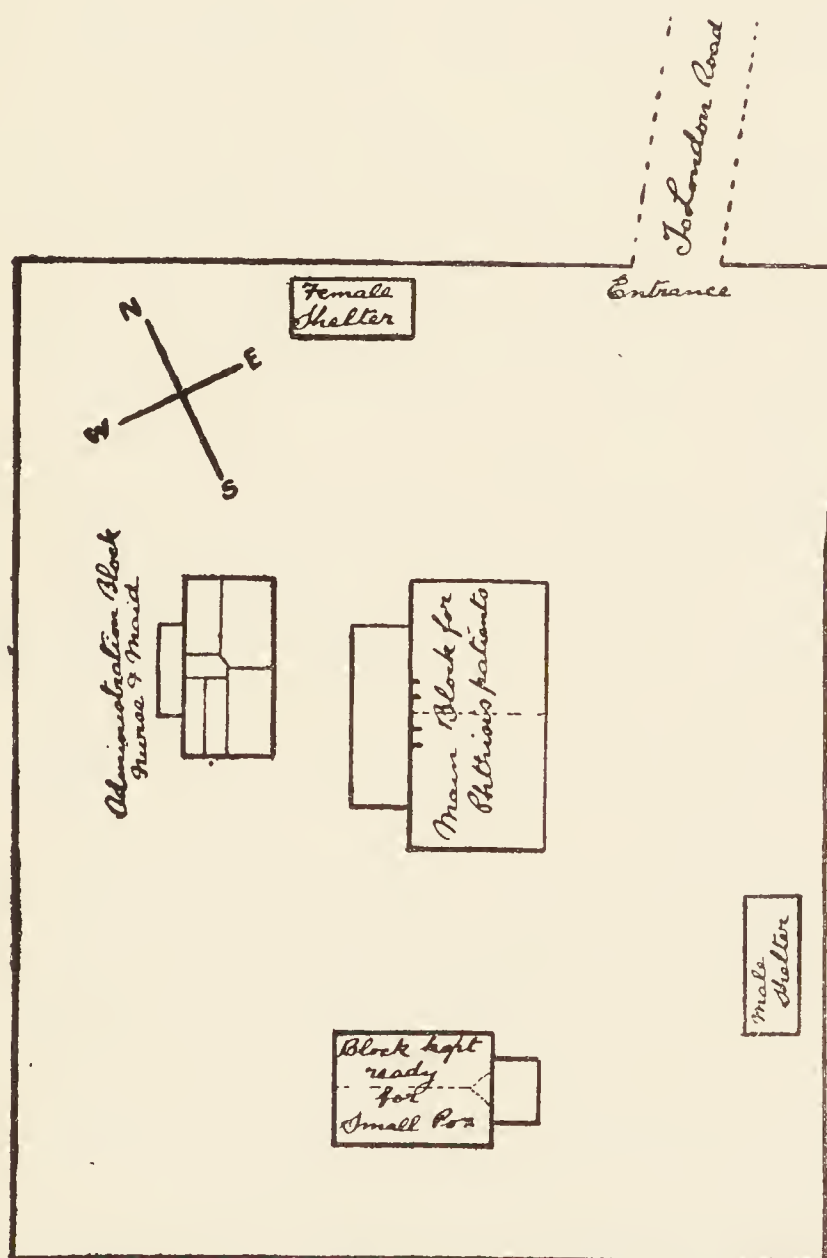 To London Road
Entrance
Female
Shelter
N
E
W
S
Administration Block
Nurse & Maid
Main Block for
Phthisis patients
Male
Shelter
Block kept
ready
for
Small Pox